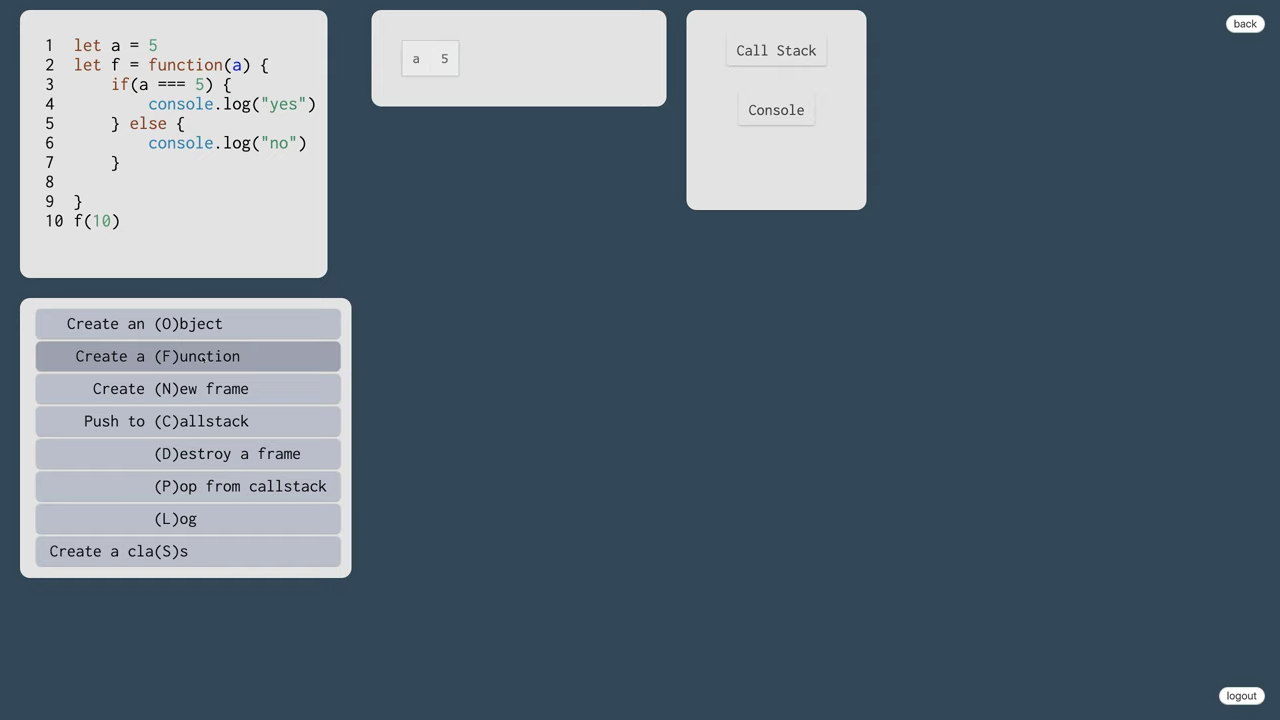 1 let a = 5
2 let f = function(a) {
3     if(a === 5) {
4         console.log("yes")
5     } else {
6         console.log("no")
7     }
8
9 }
10 f(10)
a 5
Call Stack
Console
back
Create an (O)bject
Create a (F)unction
Create (N)ew frame
Push to (C)allstack
(D)estroy a frame
(P)op from callstack
(L)og
Create a cla(S)s
logout